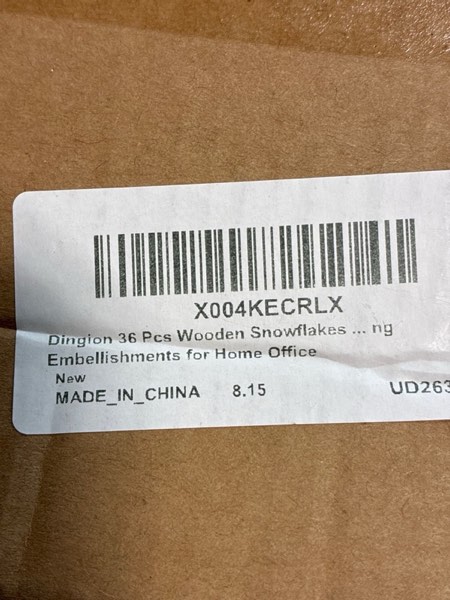 X004KECRLX
Dingion 36 Pcs Wooden Snowflakes ... ng
Embellishments for Home Office
New
MADE_IN_CHINA 8.15 UD263